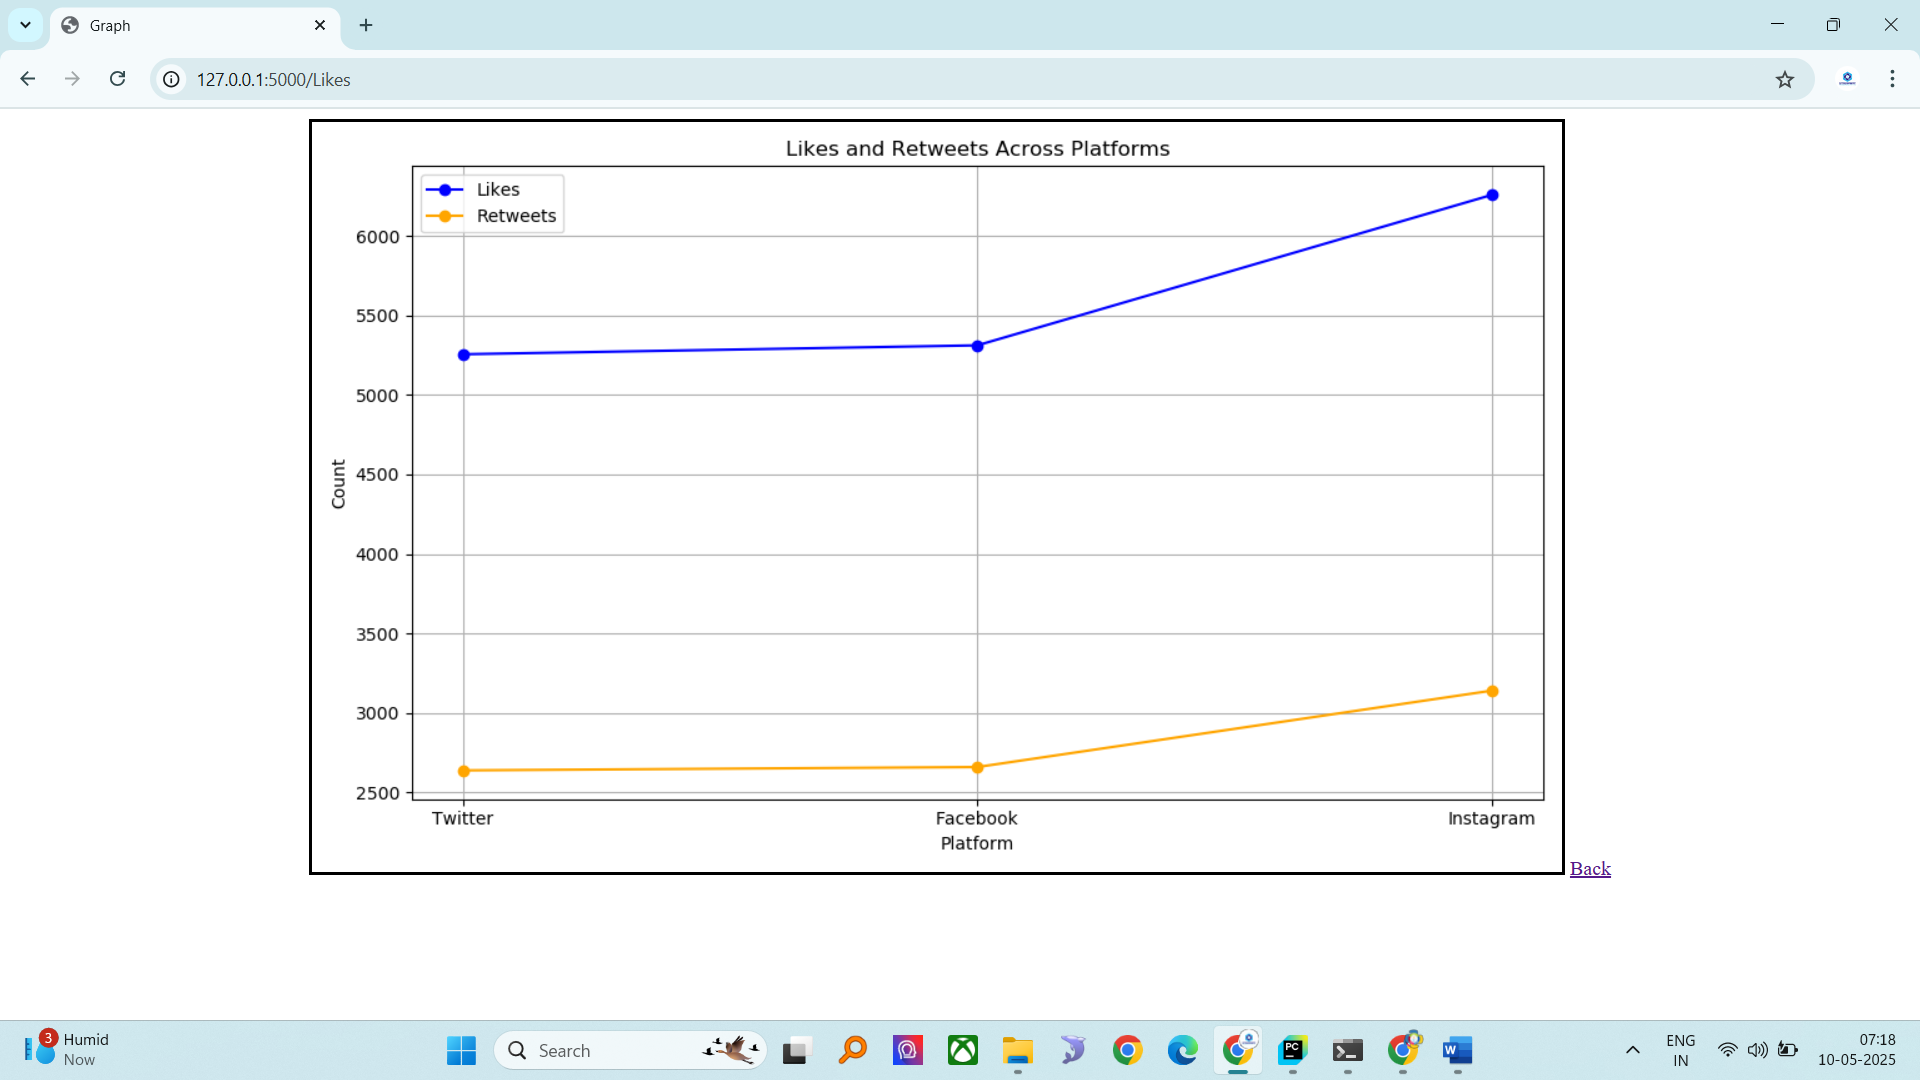 Graph
127.0.0.1:5000/Likes
Likes and Retweets Across Platforms
Likes
Retweets
6000
5500
5000
4500
4000
3500
3000
2500
Count
Twitter
Facebook
Instagram
Platform
Back
3
Humid
Now
Search
PC
W
ENG
IN
07:18
10-05-2025